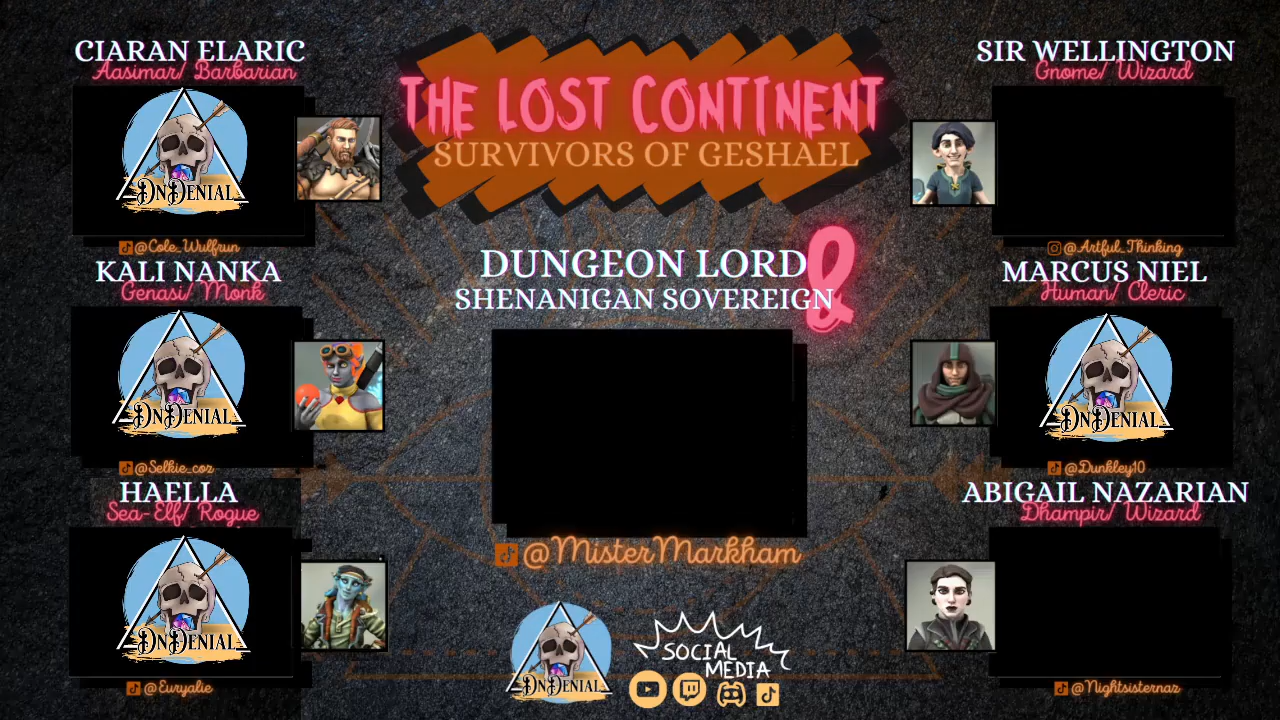 CIARAN ELARIC
Aasimar/ Barbarian
DNDENIAL
@Cole_Wulfrun
KALI NANKA
Genasi/ Monk
DNDENIAL
@Selkie_coz
HAELLA
Sea-Elf/ Rogue
DNDENIAL
@Euryalie
THE LOST CONTINENT
SURVIVORS OF GESHAEL
DUNGEON LORD &
SHENANIGAN SOVEREIGN
@MisterMarkham
DNDENIAL
SOCIAL
MEDIA
SIR WELLINGTON
Gnome/ Wizard
@Artful_Thinking
MARCUS NIEL
Human/ Cleric
DNDENIAL
@Dunkley10
ABIGAIL NAZARIAN
Dhampir/ Wizard
@Nightsisternar